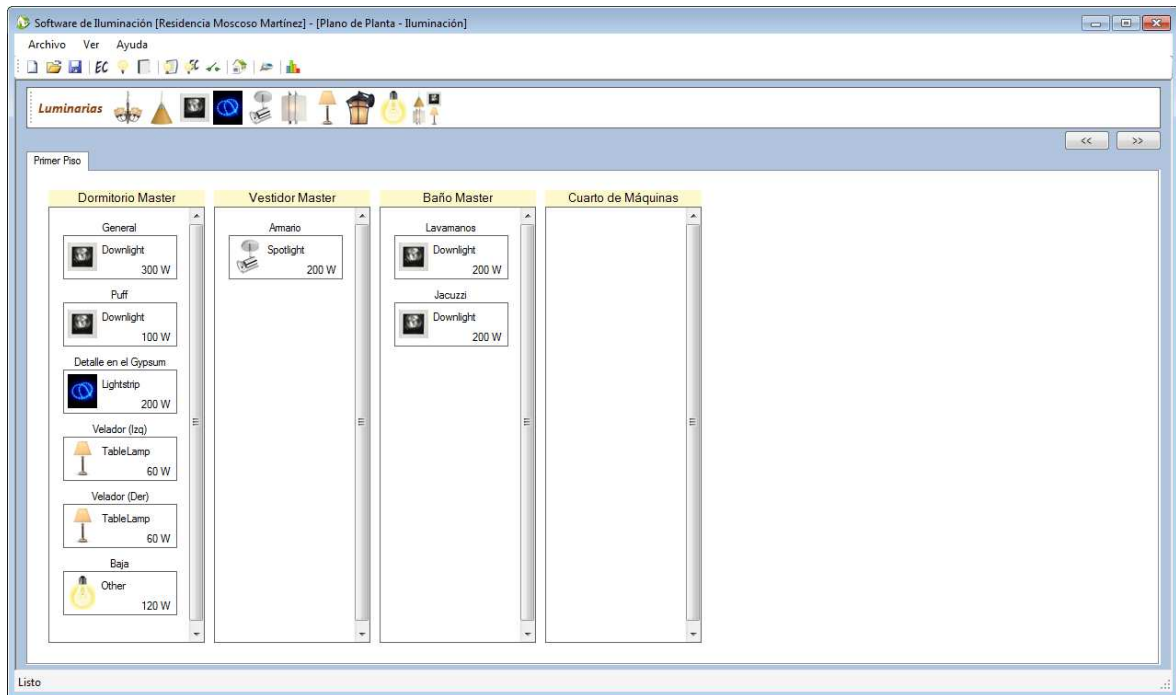 Software de Iluminación [Residencia Moscoso Martínez] - [Plano de Planta - Iluminación]
Archivo Ver Ayuda
EC
Luminarias
<< >>
Primer Piso
Dormitorio Master
General
Downlight
300 W
Puff
Downlight
100 W
Detalle en el Gypsum
Lightstrip
200 W
Velador (Izq)
TableLamp
60 W
Velador (Der)
TableLamp
60 W
Baja
Other
120 W
Vestidor Master
Armario
Spotlight
200 W
Baño Master
Lavamanos
Downlight
200 W
Jacuzzi
Downlight
200 W
Cuarto de Máquinas
Listo